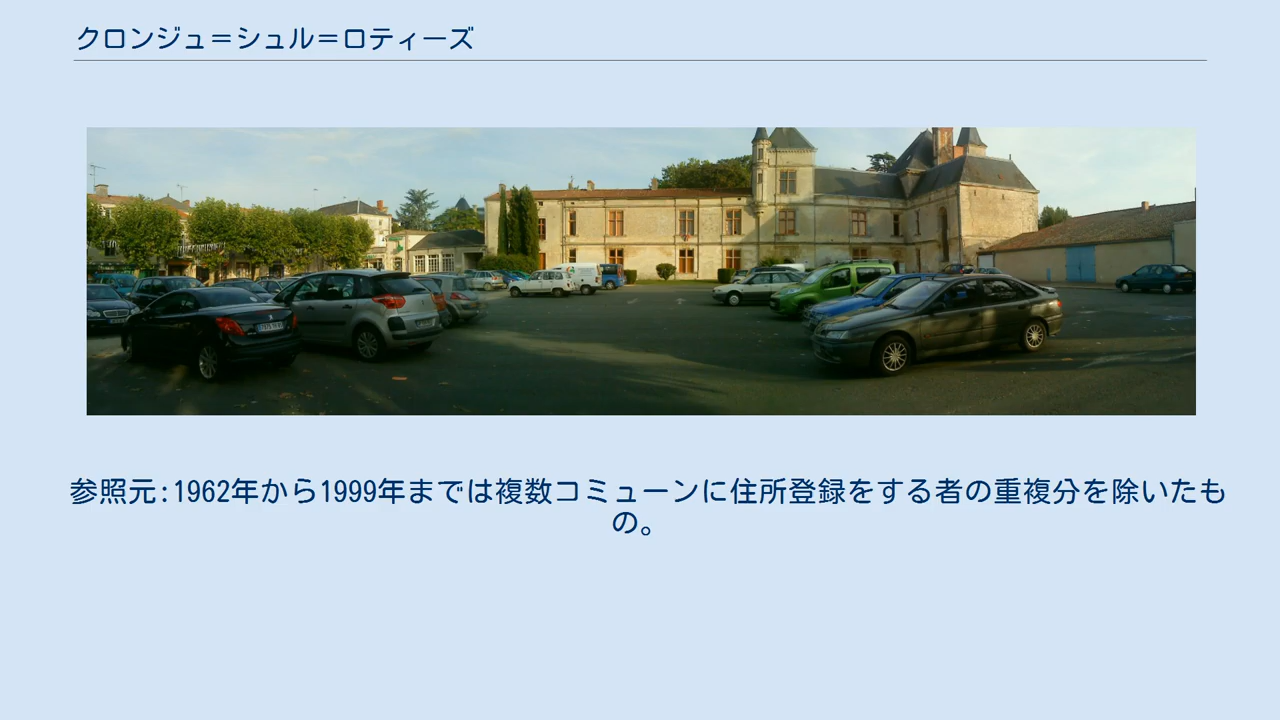 クロンジュ＝シュル＝ロティーズ
参照元:1962年から1999年までは複数コミューンに住所登録をする者の重複分を除いたも
の。